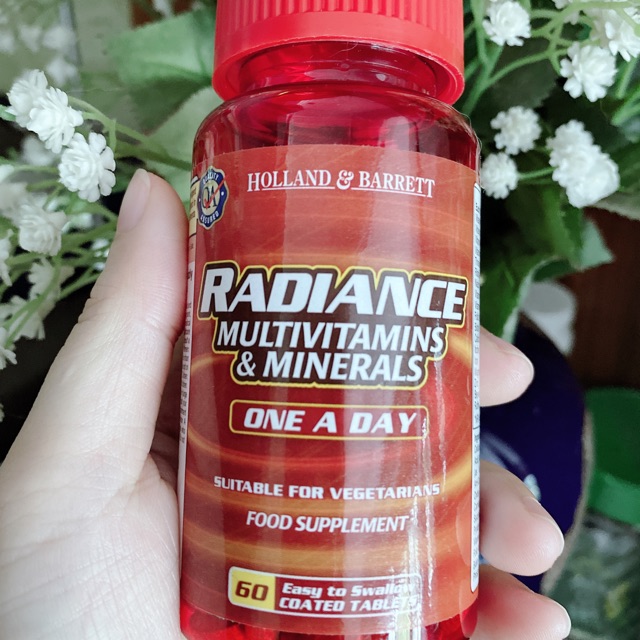 HOLLAND & BARRETT
RADIANCE
MULTIVITAMINS
& MINERALS
ONE A DAY
SUITABLE FOR VEGETARIANS
FOOD SUPPLEMENT
60 Easy to Swallow
COATED TABLETS